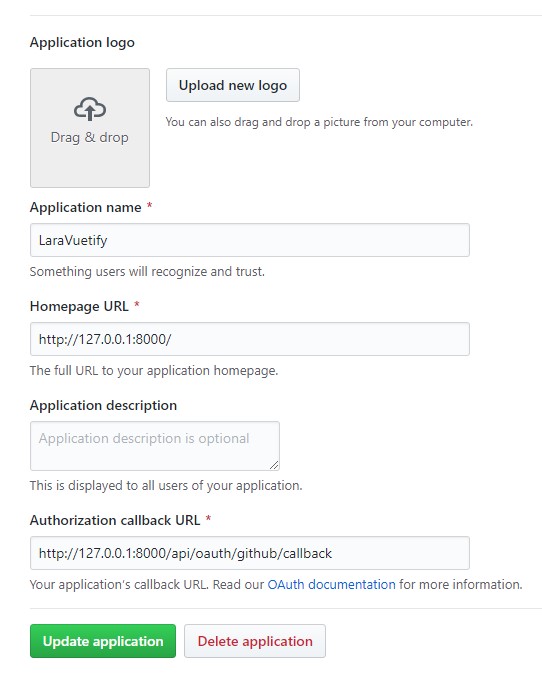 Application logo
Drag & drop
Upload new logo
You can also drag and drop a picture from your computer.
Application name *
LaraVuetify
Something users will recognize and trust.
Homepage URL *
http://127.0.0.1:8000/
The full URL to your application homepage.
Application description
Application description is optional
This is displayed to all users of your application.
Authorization callback URL *
http://127.0.0.1:8000/api/oauth/github/callback
Your application's callback URL. Read our OAuth documentation for more information.
Update application
Delete application